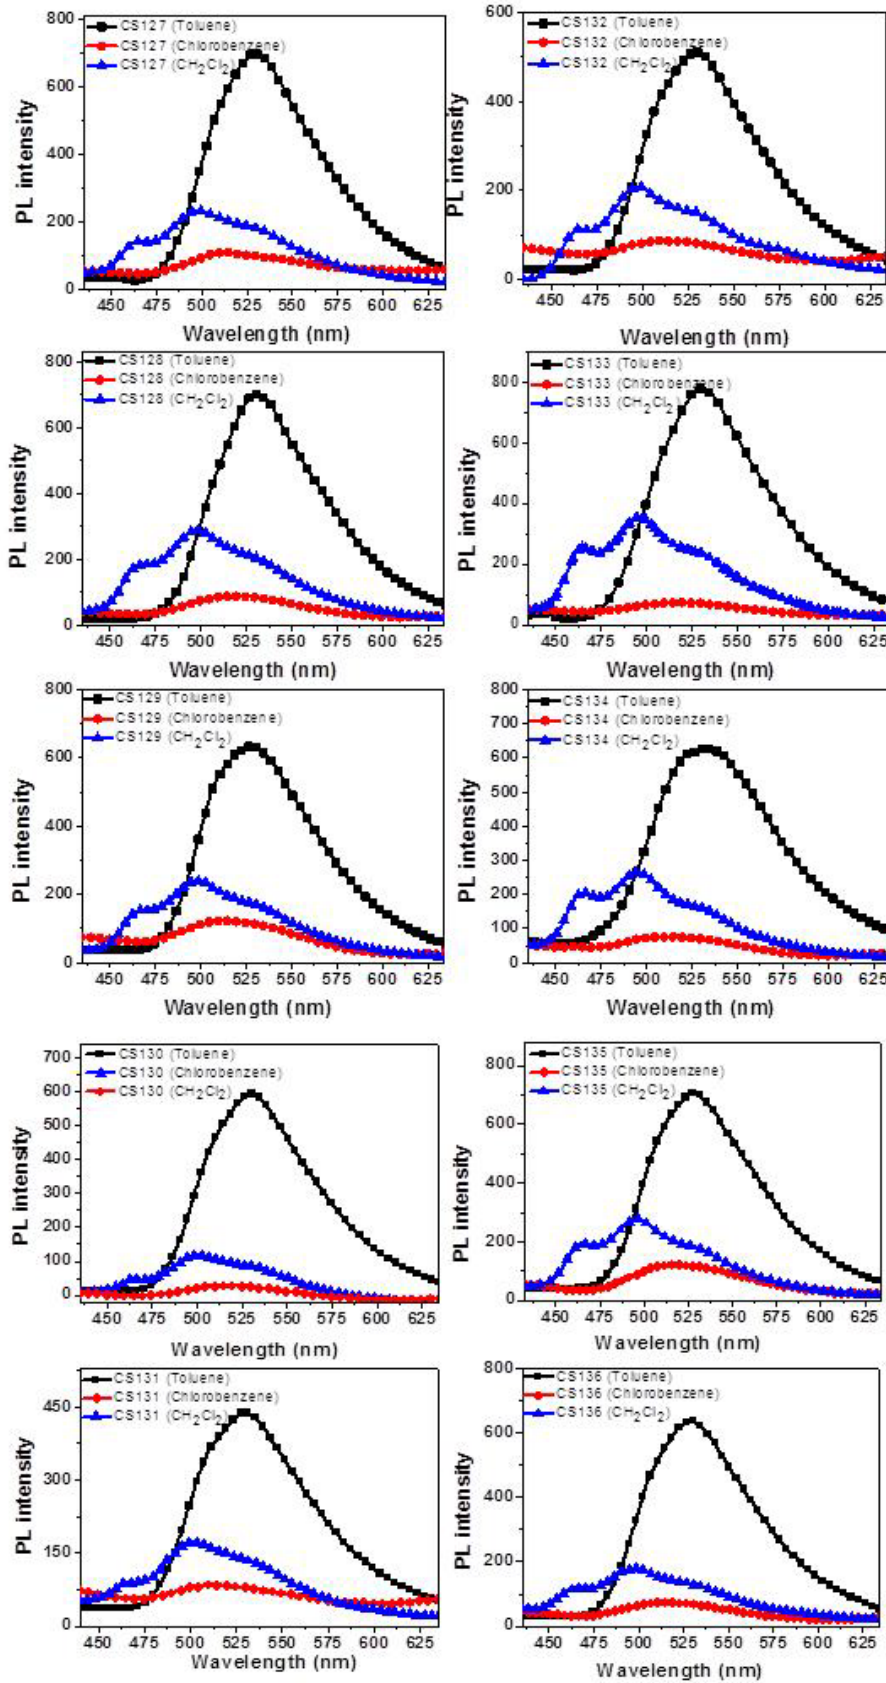 CS127 (Toluene)
CS127 (Chlorobenzene)
CS127 (CH2Cl2)
PL intensity
800
600
400
200
0
450 475 500 525 550 575 600 625
Wavelength (nm)
CS132 (Toluene)
CS132 (Chlorobenzene)
CS132 (CH2Cl2)
PL intensity
600
400
200
0
450 475 500 525 550 575 600 625
Wavelength (nm)
CS128 (Toluene)
CS128 (Chlorobenzene)
CS128 (CH2Cl2)
PL intensity
800
600
400
200
0
450 475 500 525 550 575 600 625
Wavelength (nm)
CS133 (Toluene)
CS133 (Chlorobenzene)
CS133 (CH2Cl2)
PL intensity
800
600
400
200
0
450 475 500 525 550 575 600 625
Wavelength (nm)
CS129 (Toluene)
CS129 (Chlorobenzene)
CS129 (CH2Cl2)
PL intensity
800
600
400
200
0
450 475 500 525 550 575 600 625
Wavelength (nm)
CS134 (Toluene)
CS134 (Chlorobenzene)
CS134 (CH2Cl2)
PL intensity
800
700
600
500
400
300
200
100
0
450 475 500 525 550 575 600 625
Wavelength (nm)
CS130 (Toluene)
CS130 (Chlorobenzene)
CS130 (CH2Cl2)
PL intensity
700
600
500
400
300
200
100
0
450 475 500 525 550 575 600 625
Wavelength (nm)
CS135 (Toluene)
CS135 (Chlorobenzene)
CS135 (CH2Cl2)
PL intensity
800
600
400
200
0
450 475 500 525 550 575 600 625
Wavelength (nm)
CS131 (Toluene)
CS131 (Chlorobenzene)
CS131 (CH2Cl2)
PL intensity
450
300
150
0
450 475 500 525 550 575 600 625
Wavelength (nm)
CS136 (Toluene)
CS136 (Chlorobenzene)
CS136 (CH2Cl2)
PL intensity
800
600
400
200
0
450 475 500 525 550 575 600 625
Wavelength (nm)